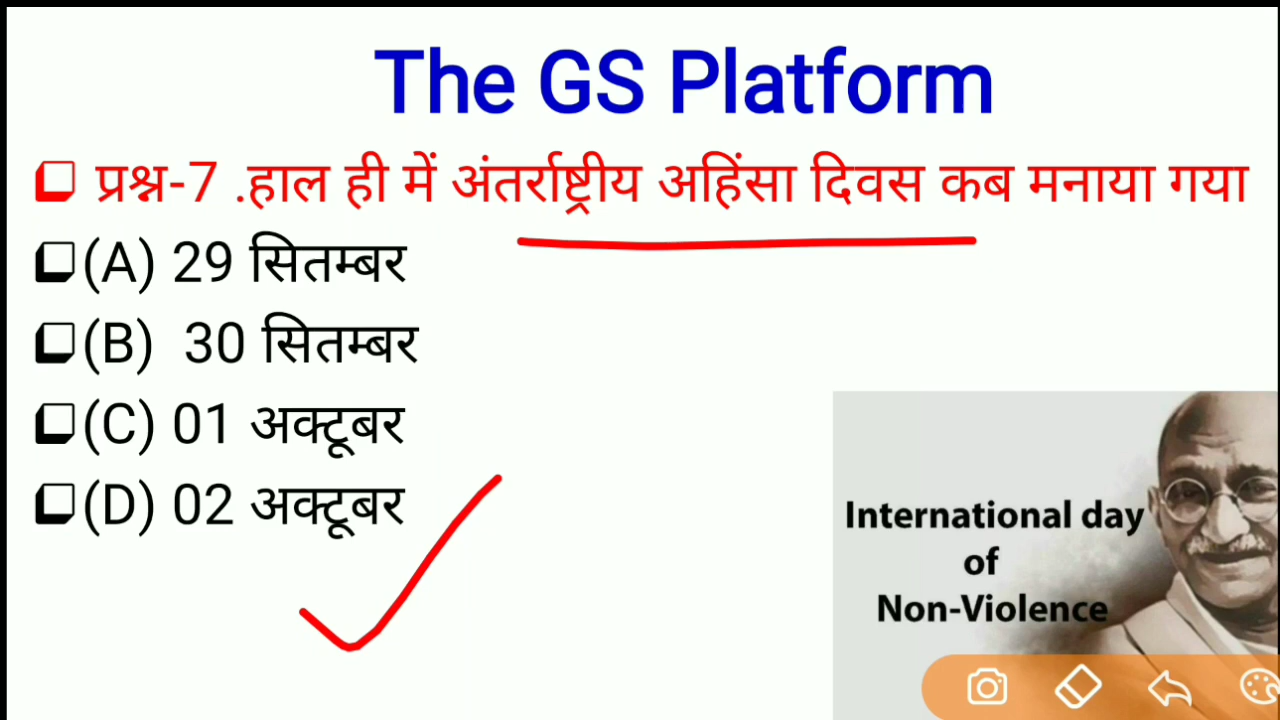 The GS Platform
प्रश्न-7 .हाल ही में अंतर्राष्ट्रीय अहिंसा दिवस कब मनाया गया
(A) 29 सितम्बर
(B) 30 सितम्बर
(C) 01 अक्टूबर
(D) 02 अक्टूबर
International day
of
Non-Violence